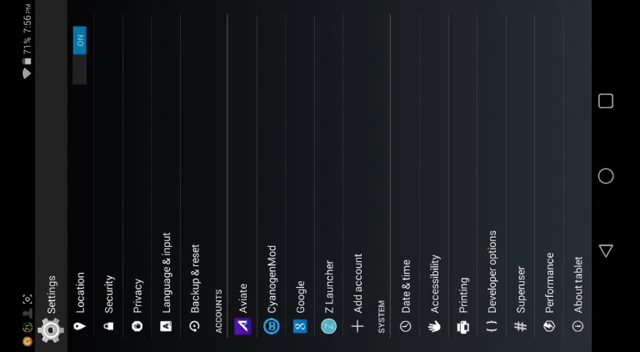 71% 7:56 PM
Settings
Location ON
Security
Privacy
Language & input
Backup & reset
ACCOUNTS
Aviate
CyanogenMod
Google
Z Launcher
Add account
SYSTEM
Date & time
Accessibility
Printing
{ } Developer options
# Superuser
Performance
About tablet